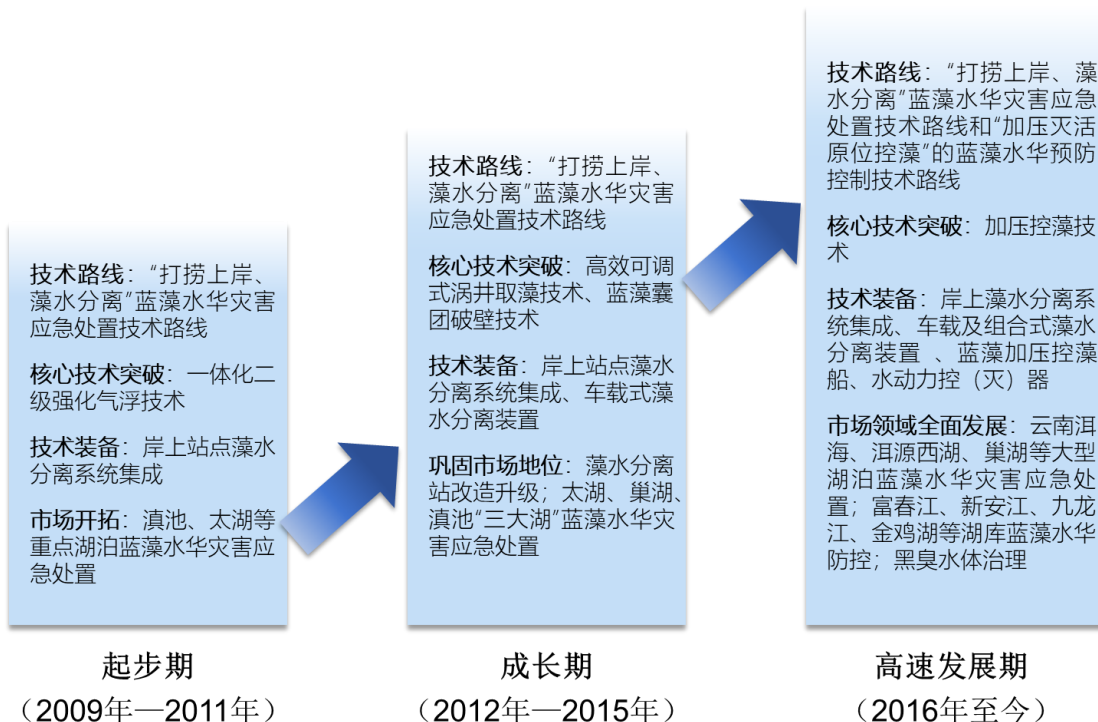 技术路线：“打捞上岸、
藻水分离”蓝藻水华灾害
应急处置技术路线
核心技术突破：一体化二
级强化气浮技术
技术装备：岸上站点藻水
分离系统集成
市场开拓：滇池、太湖等
重点湖泊蓝藻水华灾害应
急处置
起步期
（2009年—2011年）
技术路线：“打捞上岸、
藻水分离”蓝藻水华灾害
应急处置技术路线
核心技术突破：高效可调
式涡井取藻技术、蓝藻囊
团破壁技术
技术装备：岸上站点藻水
分离系统集成、车载式藻
水分离装置
巩固市场地位：藻水分离
站改造升级；太湖、巢湖、
滇池“三大湖”蓝藻水华灾
害应急处置
成长期
（2012年—2015年）
技术路线：“打捞上岸、藻
水分离”蓝藻水华灾害应急
处置技术路线和“加压灭活
原位控藻”的蓝藻水华预防
控制技术路线
核心技术突破：加压控藻技
术
技术装备：岸上藻水分离系
统集成、车载及组合式藻水
分离装置 、蓝藻加压控藻
船、水动力控（灭）器
市场领域全面发展：云南洱
海、洱源西湖、巢湖等大型
湖泊蓝藻水华灾害应急处
置；富春江、新安江、九龙
江、金鸡湖等湖库蓝藻水华
防控；黑臭水体治理
高速发展期
（2016年至今）